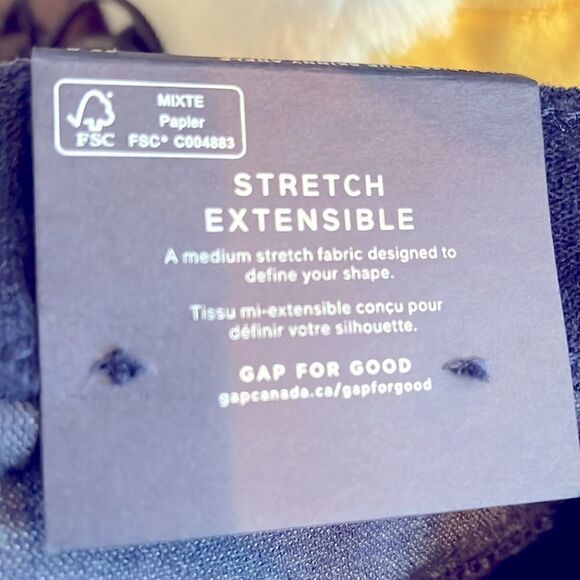 MIXTE
Papier
FSC
FSC® C004883
STRETCH
EXTENSIBLE
A medium stretch fabric designed to
define your shape.
Tissu mi-extensible conçu pour
définir votre silhouette.
GAP FOR GOOD
gapcanada.ca/gapforgood